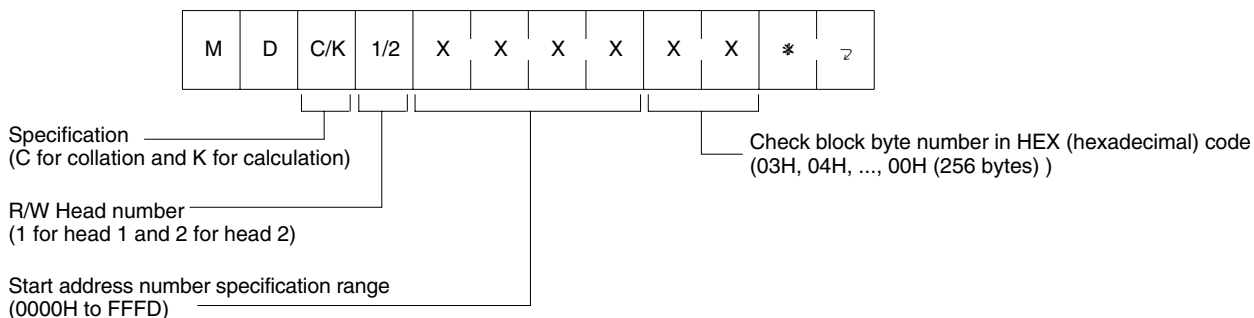 M D C/K 1/2 X X X X X X *
Specification
(C for collation and K for calculation)
Check block byte number in HEX (hexadecimal) code
(03H, 04H, ..., 00H (256 bytes) )
R/W Head number
(1 for head 1 and 2 for head 2)
Start address number specification range
(0000H to FFFD)